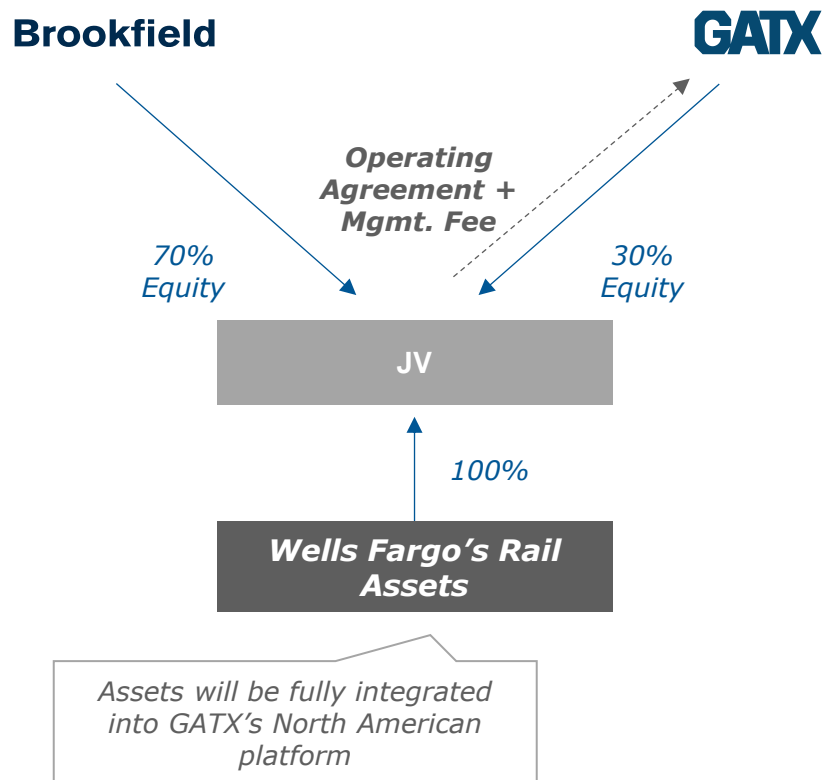 Brookfield
GATX
Operating
Agreement +
Mgmt. Fee
70%
Equity
30%
Equity
JV
100%
Wells Fargo’s Rail
Assets
Assets will be fully integrated
into GATX’s North American
platform